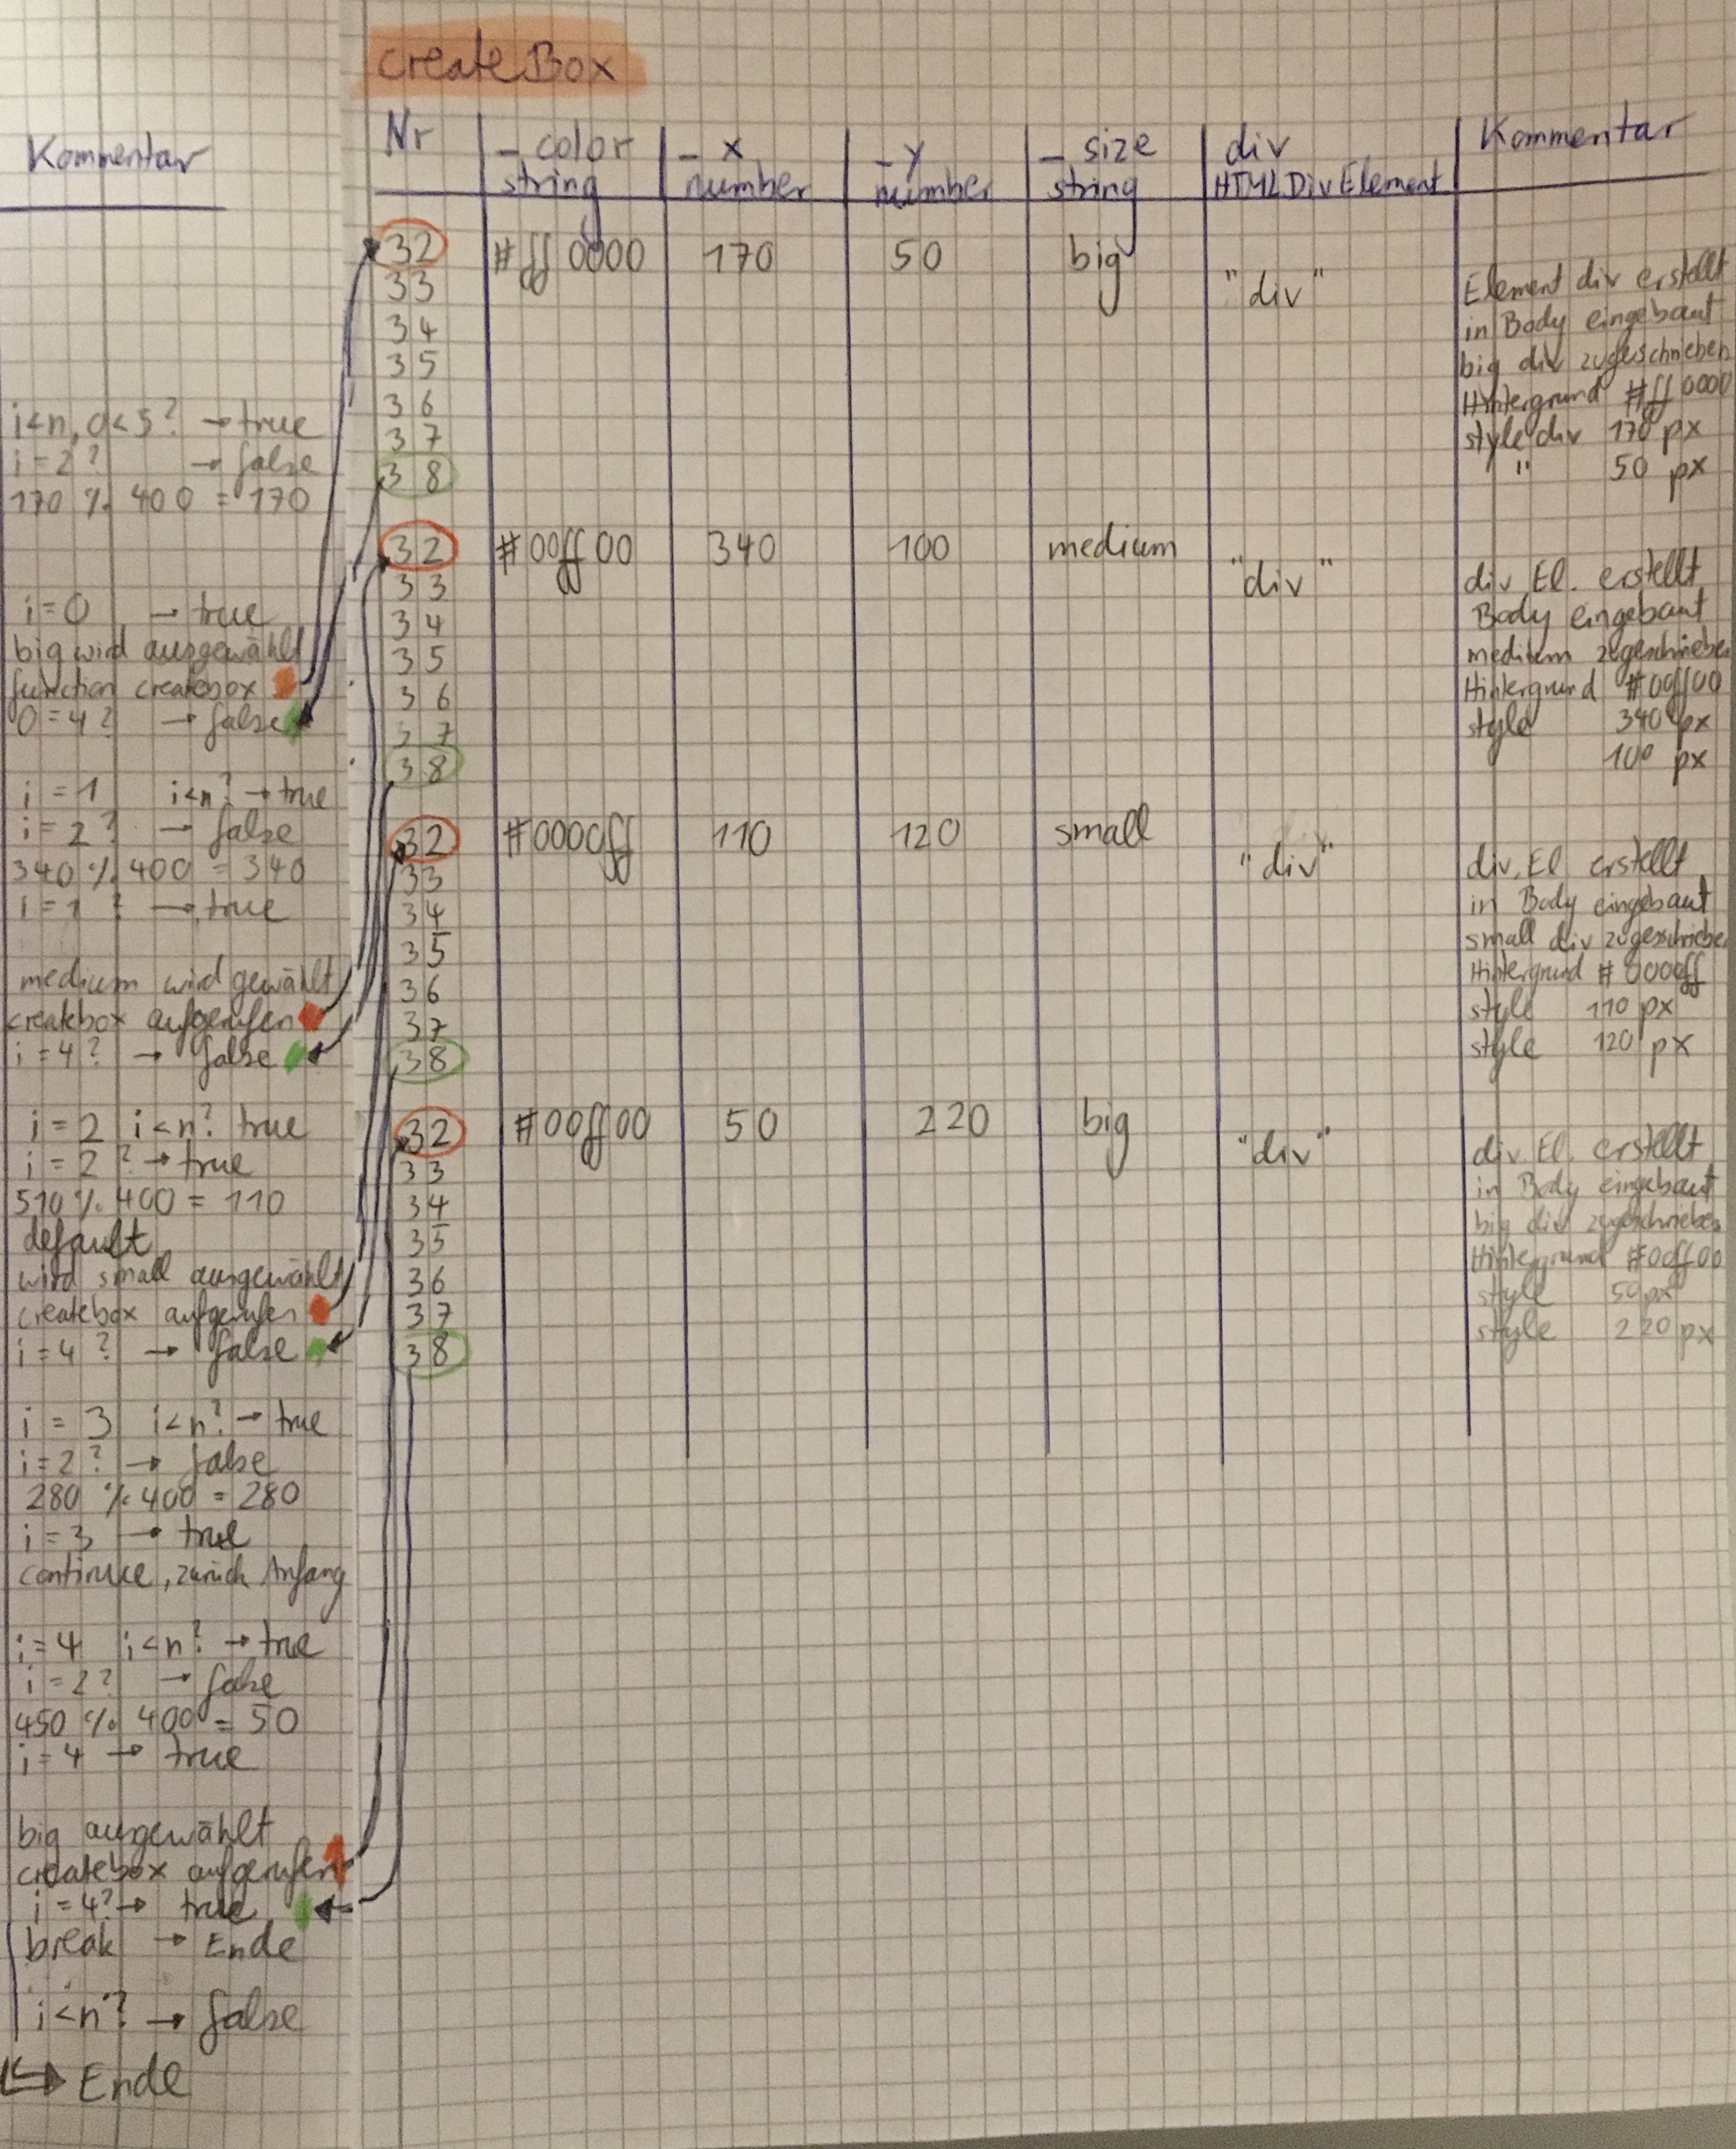 createBox
Kommentar
Nr
_ color
string
_ x
number
_ y
number
_ size
string
div
HTMLDivElement
Kommentar
i<n, 0<5? → true
i = 2? → false
170 % 400 = 170
i = 0 → true
big wird ausgewählt
function createbox
0 = 4? → false
i = 1 i<n? → true
i = 2? → false
340 % 400 = 340
i = 1 ? → true
medium wird gewählt
createbox aufgerufen
i = 4? → false
i = 2 i<n? true
i = 2 ? → true
510 % 400 = 110
default
wird small ausgewählt
createbox aufgerufen
i = 4 ? → false
i = 3 i<n? → true
i = 2? → false
280 % 400 = 280
i = 3 → true
continue, zurück Anfang
i = 4 i<n? → true
i = 2? → false
450 % 400 = 50
i = 4 → true
big ausgewählt
createbox aufgerufen
i = 4? → true
break → Ende
i<n? → false
Ende
32 #ff0000 170 50 big
33 "div" Element div erstellt
34 in Body eingebaut
35 big div zugeschrieben
36 Hintergrund #ff0000
37 style div 170 px
38 " 50 px
32 #00ff00 340 100 medium
33 "div" div El. erstellt
34 Body eingebaut
35 medium zugeschrieben
36 Hintergrund #00ff00
37 style 340 px
38 100 px
32 #0000ff 110 120 small
33 "div" div. El erstellt
34 in Body eingebaut
35 small div zugeschrieben
36 Hintergrund #0000ff
37 style 110 px
38 style 120 px
32 #00ff00 50 220 big
33 "div" div. El. erstellt
34 in Body eingebaut
35 big div zugeschrieben
36 Hintergrund #00ff00
37 style 50px
38 style 220 px